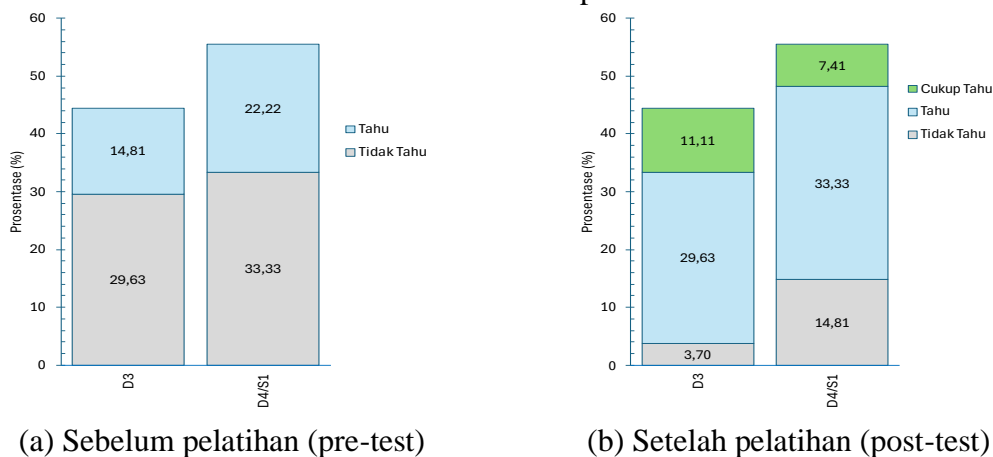 60
50
40
30
20
10
0
Prosentase (%)
14,81
29,63
22,22
33,33
D3
D4/S1
Tahu
Tidak Tahu
(a) Sebelum pelatihan (pre-test)
60
50
40
30
20
10
0
Prosentase (%)
11,11
29,63
3,70
7,41
33,33
14,81
D3
D4/S1
Cukup Tahu
Tahu
Tidak Tahu
(b) Setelah pelatihan (post-test)